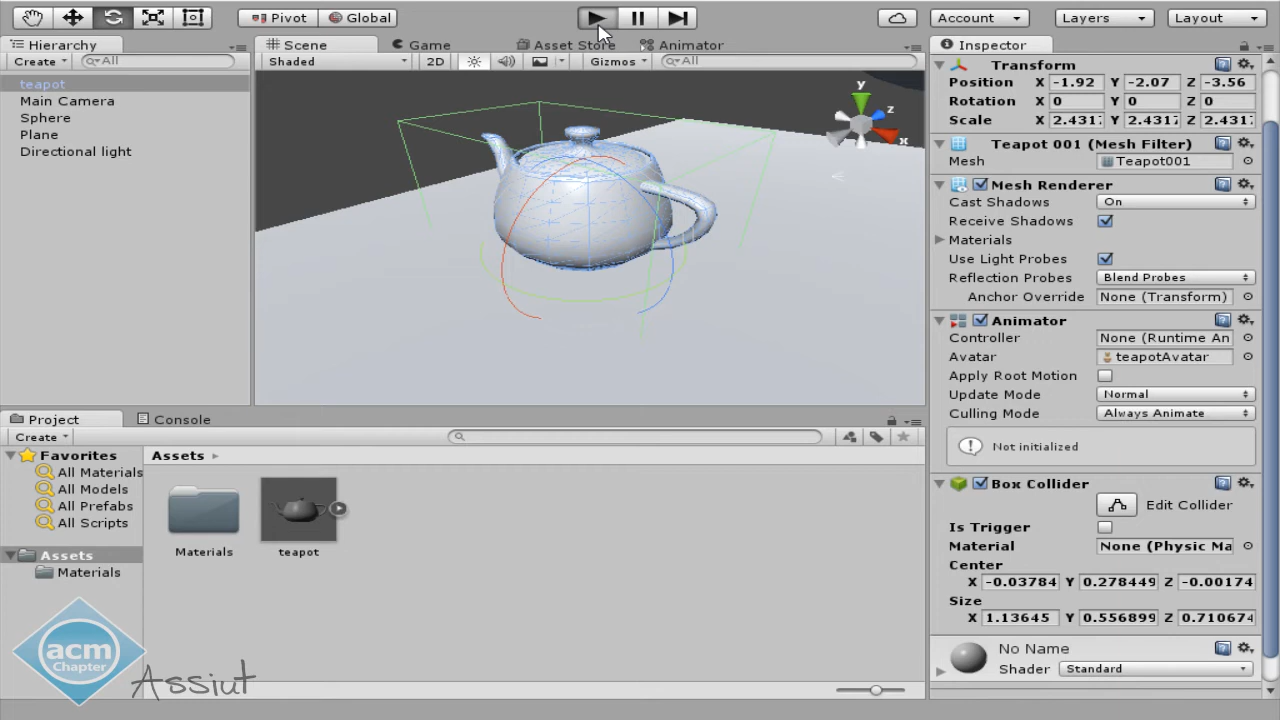 Pivot Global Account Layers Layout
Hierarchy Scene Game Asset Store Animator Inspector
Create All Shaded 2D Gizmos All
teapot
Main Camera
Sphere
Plane
Directional light
y
z
x
Transform
Position X -1.92 Y -2.07 Z -3.56
Rotation X 0 Y 0 Z 0
Scale X 2.4317 Y 2.4317 Z 2.4317
Teapot 001 (Mesh Filter)
Mesh Teapot001
Mesh Renderer
Cast Shadows On
Receive Shadows
Materials
Use Light Probes
Reflection Probes Blend Probes
Anchor Override None (Transform)
Animator
Controller None (Runtime An
Avatar teapotAvatar
Apply Root Motion
Update Mode Normal
Culling Mode Always Animate
Not initialized
Box Collider
Edit Collider
Is Trigger
Material None (Physic Ma
Center
X -0.03784 Y 0.278449 Z -0.00174
Size
X 1.13645 Y 0.556899 Z 0.710674
No Name
Shader Standard
Project Console
Create
Favorites
All Materials
All Models
All Prefabs
All Scripts
Assets
Materials
Assets
Materials
teapot
acm
Chapter
Assiut